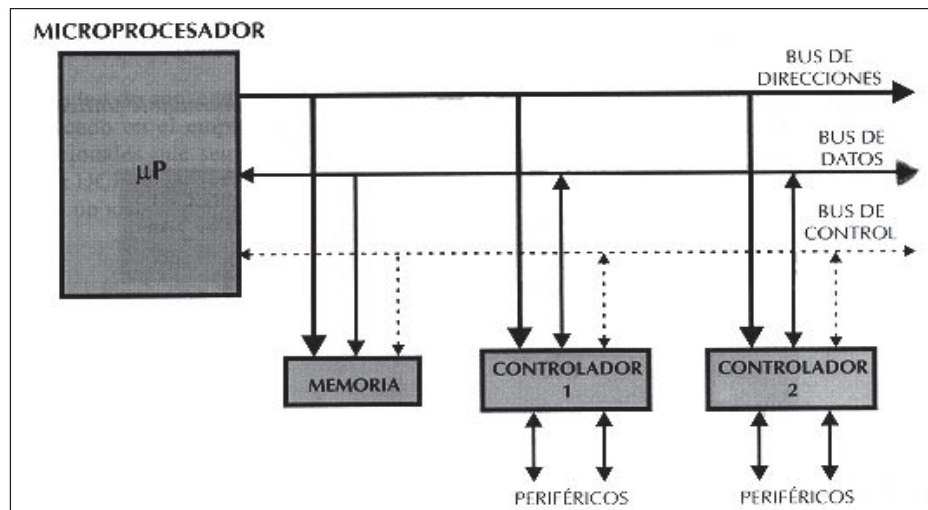 MICROPROCESADOR
μP
BUS DE
DIRECCIONES
BUS DE
DATOS
BUS DE
CONTROL
MEMORIA
CONTROLADOR
1
CONTROLADOR
2
PERIFÉRICOS
PERIFÉRICOS